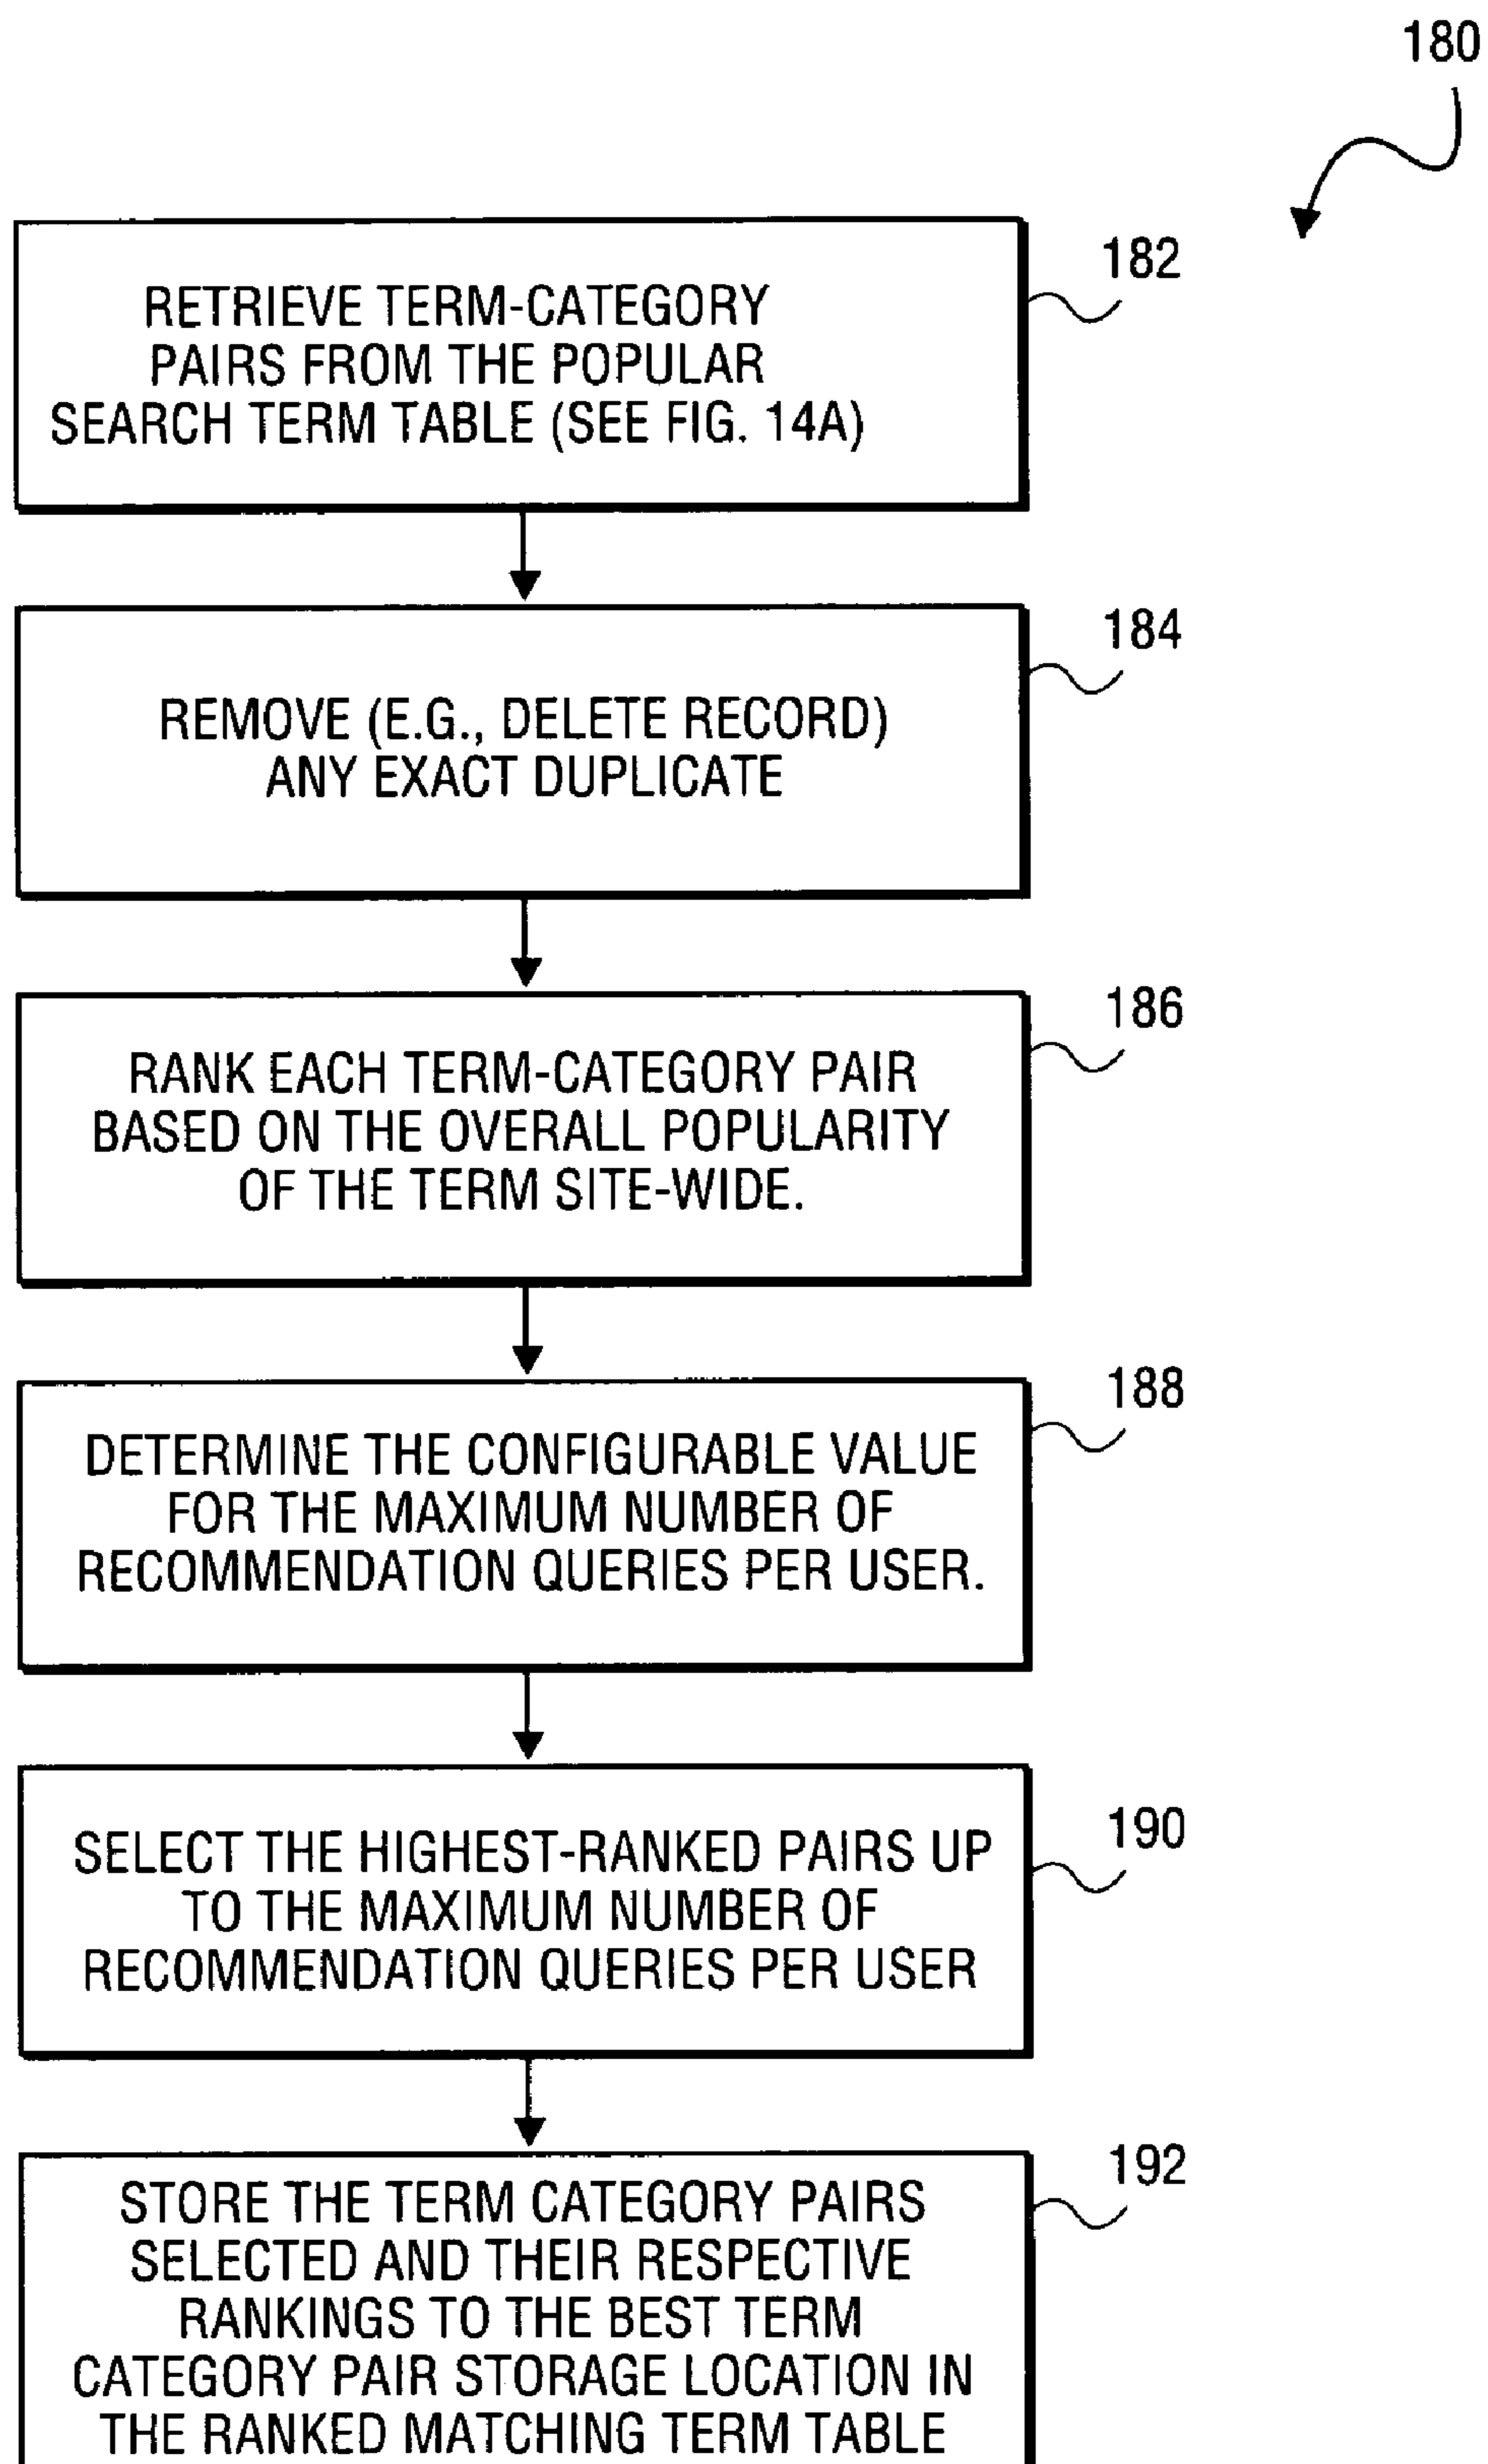 180
182
RETRIEVE TERM-CATEGORY
PAIRS FROM THE POPULAR
SEARCH TERM TABLE (SEE FIG. 14A)
184
REMOVE (E.G., DELETE RECORD)
ANY EXACT DUPLICATE
186
RANK EACH TERM-CATEGORY PAIR
BASED ON THE OVERALL POPULARITY
OF THE TERM SITE-WIDE.
188
DETERMINE THE CONFIGURABLE VALUE
FOR THE MAXIMUM NUMBER OF
RECOMMENDATION QUERIES PER USER.
190
SELECT THE HIGHEST-RANKED PAIRS UP
TO THE MAXIMUM NUMBER OF
RECOMMENDATION QUERIES PER USER
192
STORE THE TERM CATEGORY PAIRS
SELECTED AND THEIR RESPECTIVE
RANKINGS TO THE BEST TERM
CATEGORY PAIR STORAGE LOCATION IN
THE RANKED MATCHING TERM TABLE